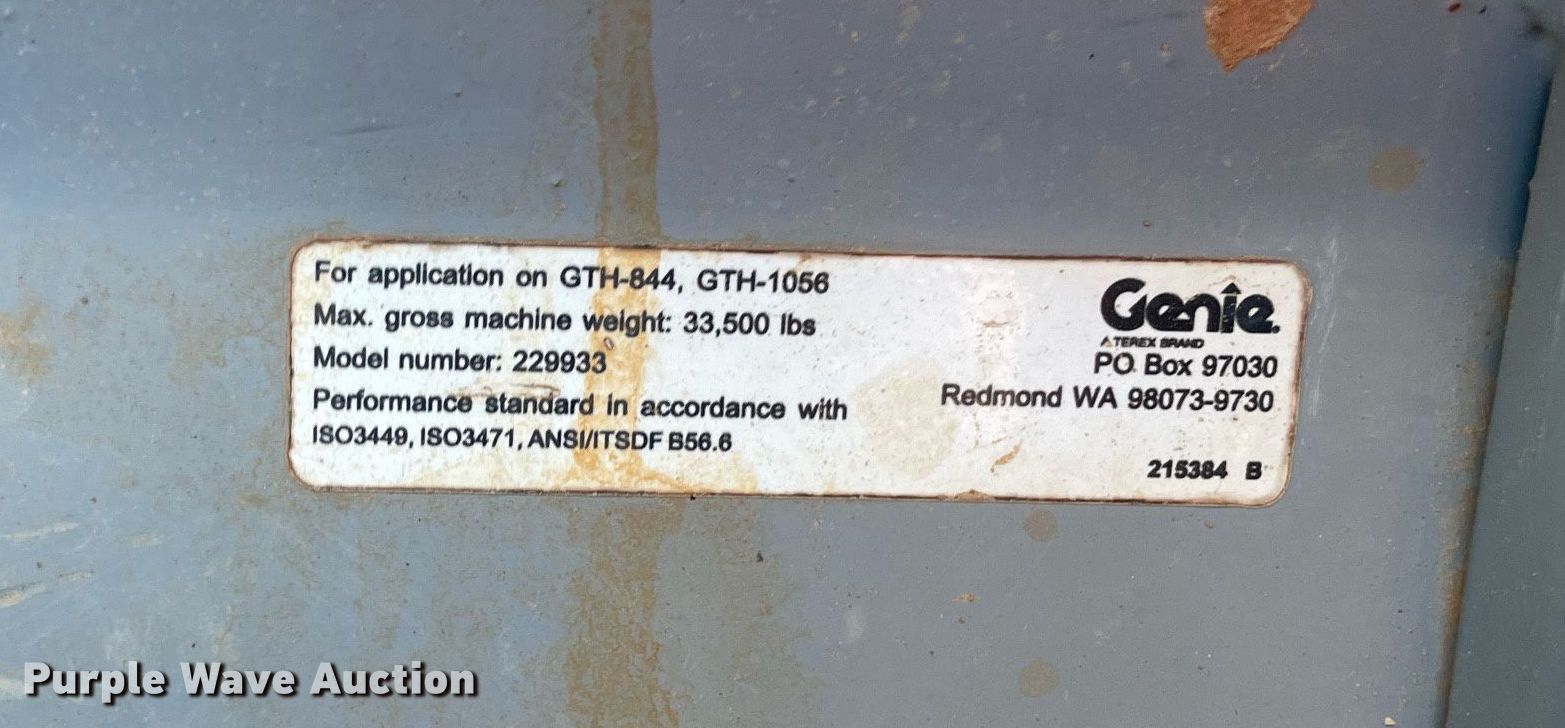 For application on GTH-844, GTH-1056
Max. gross machine weight: 33,500 lbs
Model number: 229933
Performance standard in accordance with
ISO3449, ISO3471, ANSI/ITSDF B56.6
Genie
A TEREX BRAND
PO Box 97030
Redmond WA 98073-9730
215384 B
Purple Wave Auction